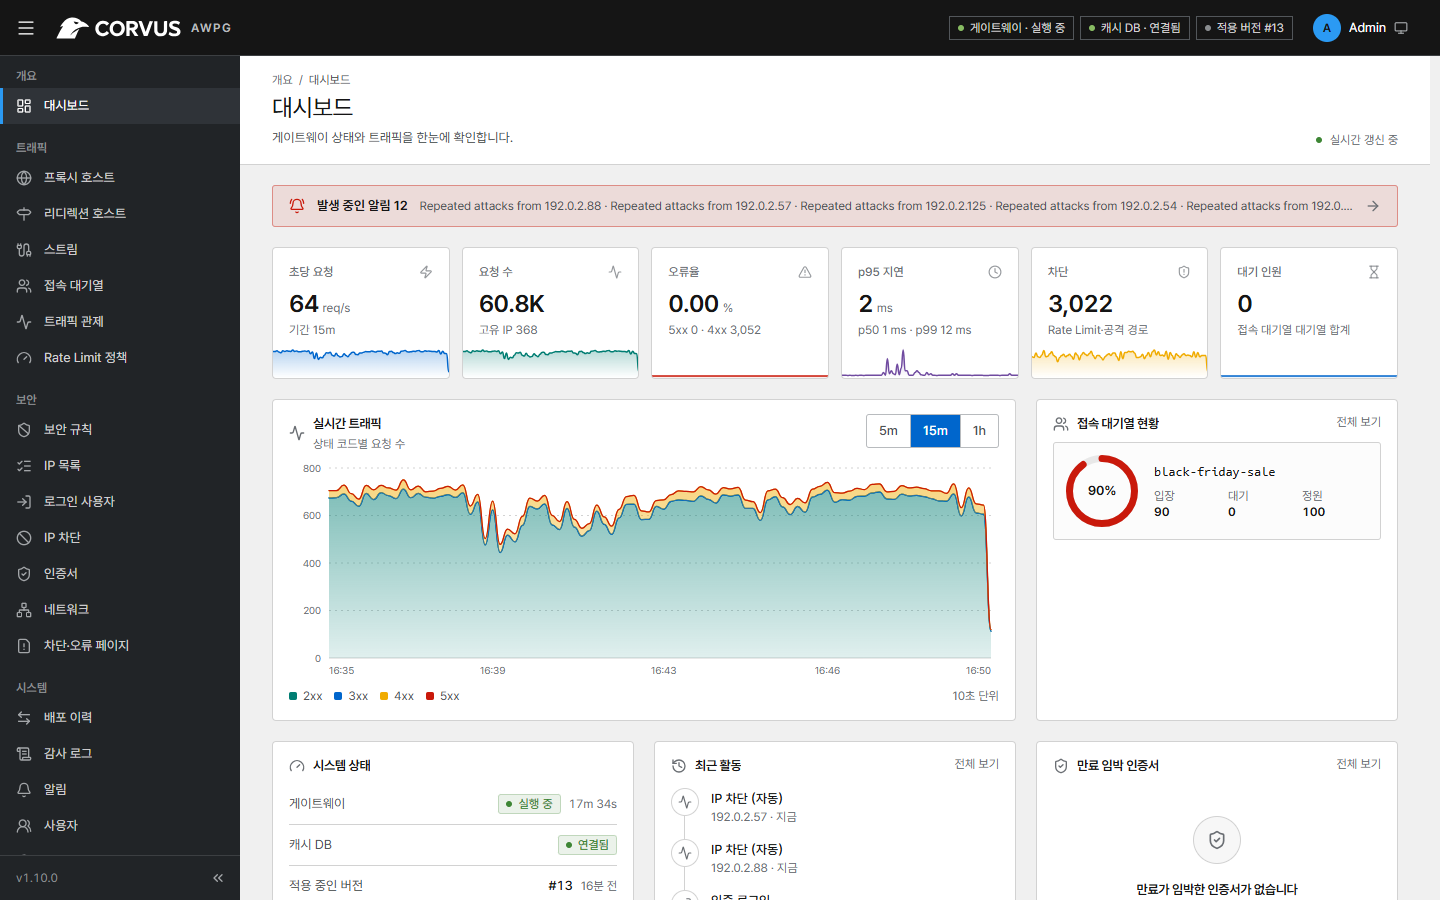 CORVUS AWPG
게이트웨이 · 실행 중
캐시 DB · 연결됨
적용 버전 #13
A Admin
개요
대시보드
트래픽
프록시 호스트
리디렉션 호스트
스트림
접속 대기열
트래픽 관제
Rate Limit 정책
보안
보안 규칙
IP 목록
로그인 사용자
IP 차단
인증서
네트워크
차단·오류 페이지
시스템
배포 이력
감사 로그
알림
사용자
v1.10.0
개요 / 대시보드
대시보드
게이트웨이 상태와 트래픽을 한눈에 확인합니다.
실시간 갱신 중
발생 중인 알림 12 Repeated attacks from 192.0.2.88 · Repeated attacks from 192.0.2.57 · Repeated attacks from 192.0.2.125 · Repeated attacks from 192.0.2.54 · Repeated attacks from 192.0....
초당 요청
64 req/s
기간 15m
요청 수
60.8K
고유 IP 368
오류율
0.00 %
5xx 0 · 4xx 3,052
p95 지연
2 ms
p50 1 ms · p99 12 ms
차단
3,022
Rate Limit·공격 경로
대기 인원
0
접속 대기열 대기열 합계
실시간 트래픽
상태 코드별 요청 수
5m 15m 1h
800
600
400
200
0
16:35 16:39 16:43 16:46 16:50
2xx 3xx 4xx 5xx
10초 단위
접속 대기열 현황
전체 보기
90%
black-friday-sale
입장 대기 정원
90 0 100
시스템 상태
게이트웨이 실행 중 17m 34s
캐시 DB 연결됨
적용 중인 버전 #13 16분 전
최근 활동
전체 보기
IP 차단 (자동)
192.0.2.57 · 지금
IP 차단 (자동)
192.0.2.88 · 지금
만료 임박 인증서
전체 보기
만료가 임박한 인증서가 없습니다